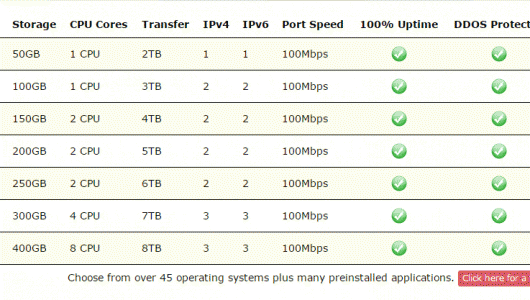 Storage CPU Cores Transfer IPv4 IPv6 Port Speed 100% Uptime DDOS Protect
50GB 1 CPU 2TB 1 1 100Mbps
100GB 1 CPU 3TB 2 2 100Mbps
150GB 2 CPU 4TB 2 2 100Mbps
200GB 2 CPU 5TB 2 2 100Mbps
250GB 2 CPU 6TB 2 2 100Mbps
300GB 4 CPU 7TB 3 3 100Mbps
400GB 8 CPU 8TB 3 3 100Mbps
Choose from over 45 operating systems plus many preinstalled applications. Click here for a